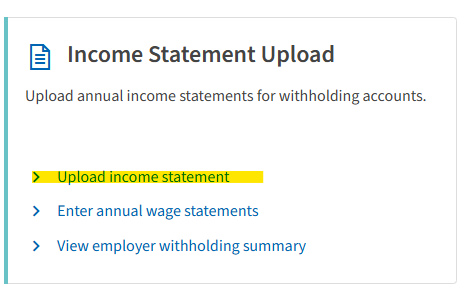 Income Statement Upload
Upload annual income statements for withholding accounts.
Upload income statement
Enter annual wage statements
View employer withholding summary